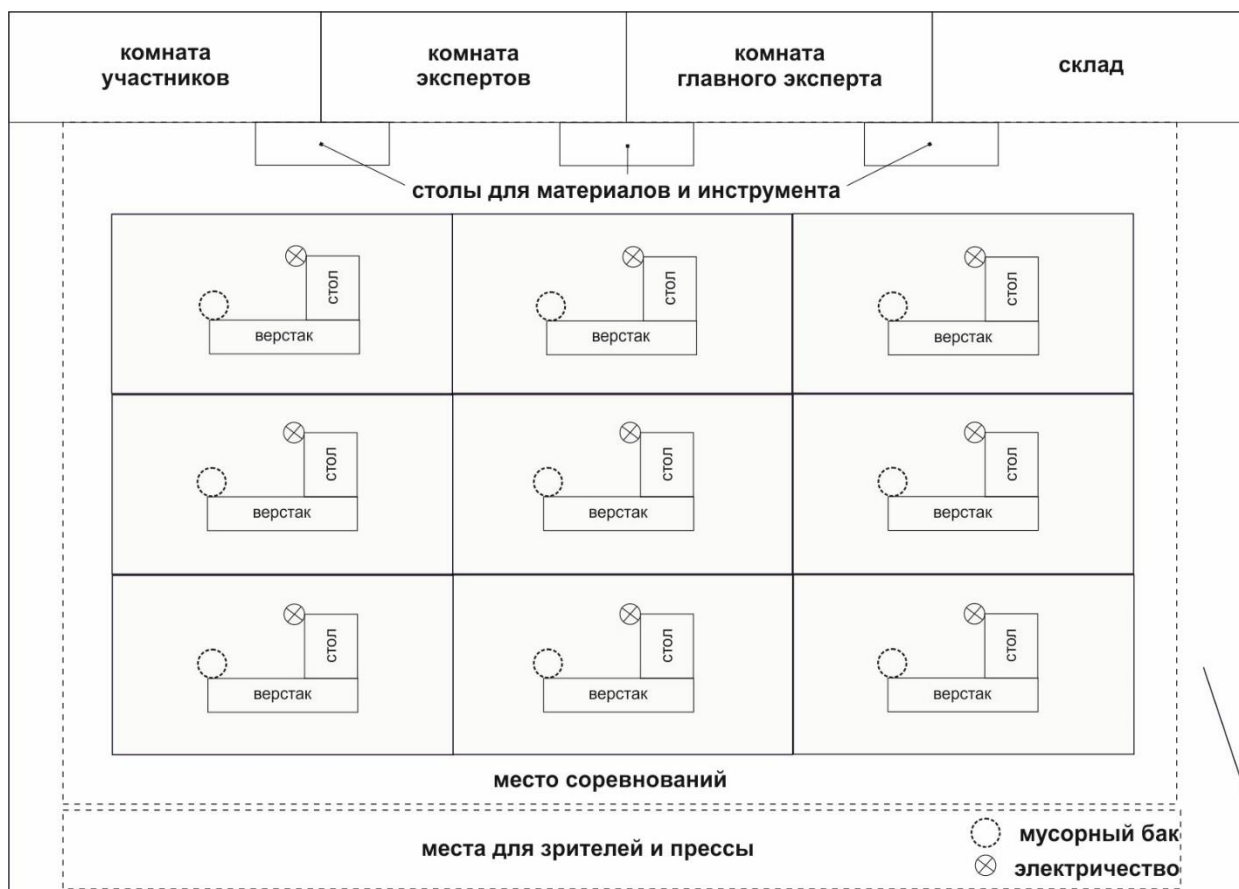 комната
участников
комната
экспертов
комната
главного эксперта
склад
столы для материалов и инструмента
стол
верстак
стол
верстак
стол
верстак
стол
верстак
стол
верстак
стол
верстак
стол
верстак
стол
верстак
стол
верстак
место соревнований
места для зрителей и прессы
мусорный бак
электричество